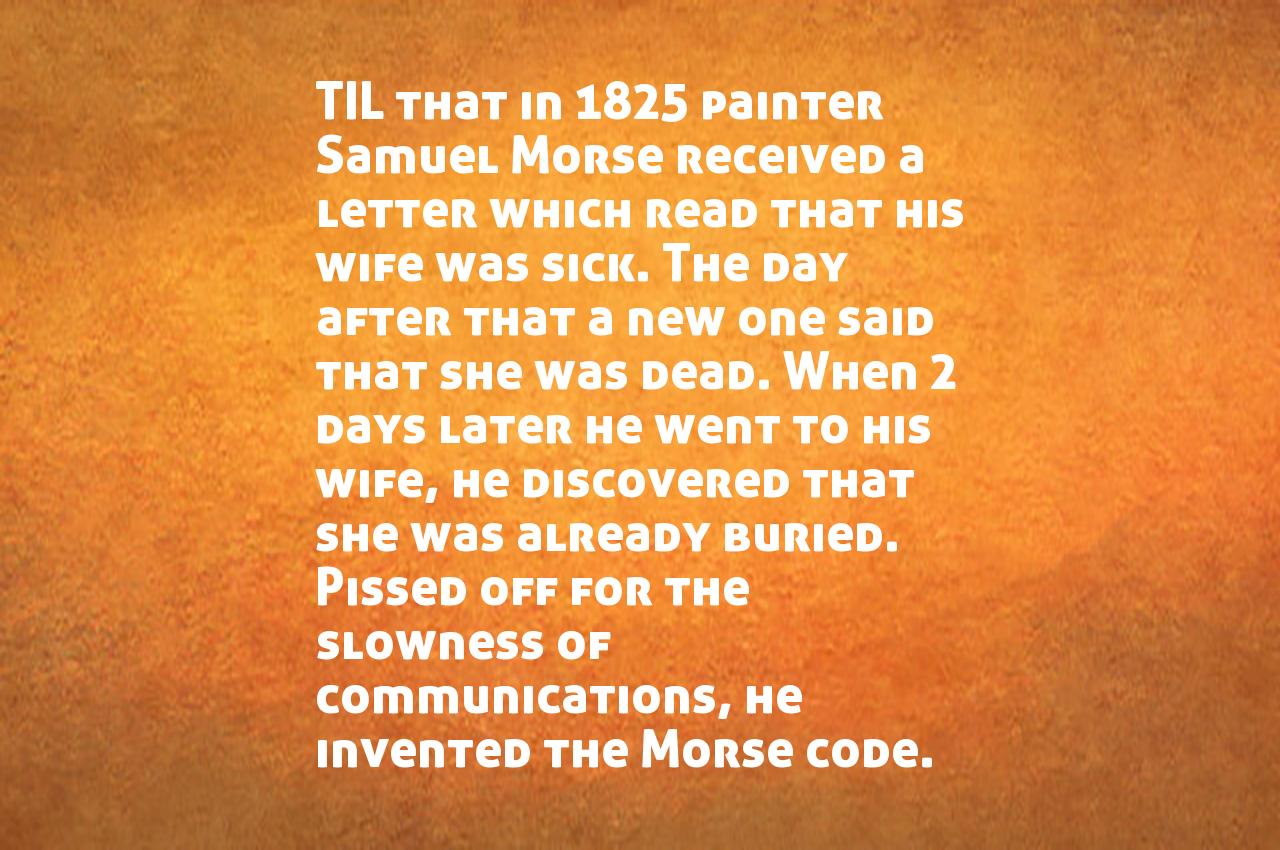 TIL that in 1825 painter
Samuel Morse received a
letter which read that his
wife was sick. The day
after that a new one said
that she was dead. When 2
days later he went to his
wife, he discovered that
she was already buried.
Pissed off for the
slowness of
communications, he
invented the Morse code.